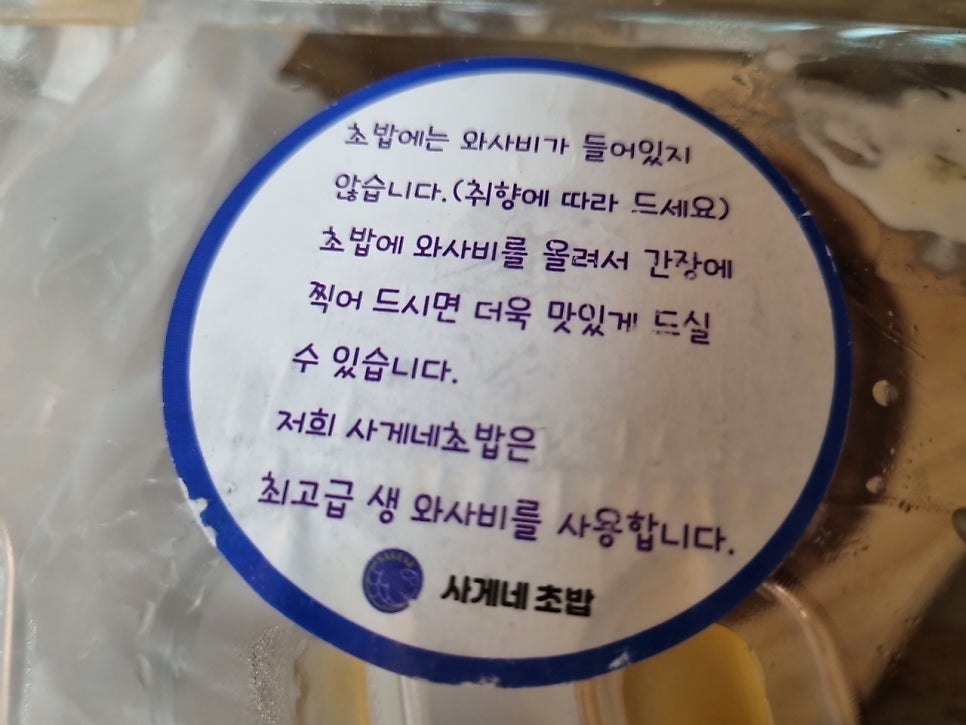 초밥에는 와사비가 들어있지
않습니다.(취향에 따라 드세요)
초밥에 와사비를 올려서 간장에
찍어 드시면 더욱 맛있게 드실
수 있습니다.
저희 사게네초밥은
최고급 생 와사비를 사용합니다.
사게네 초밥